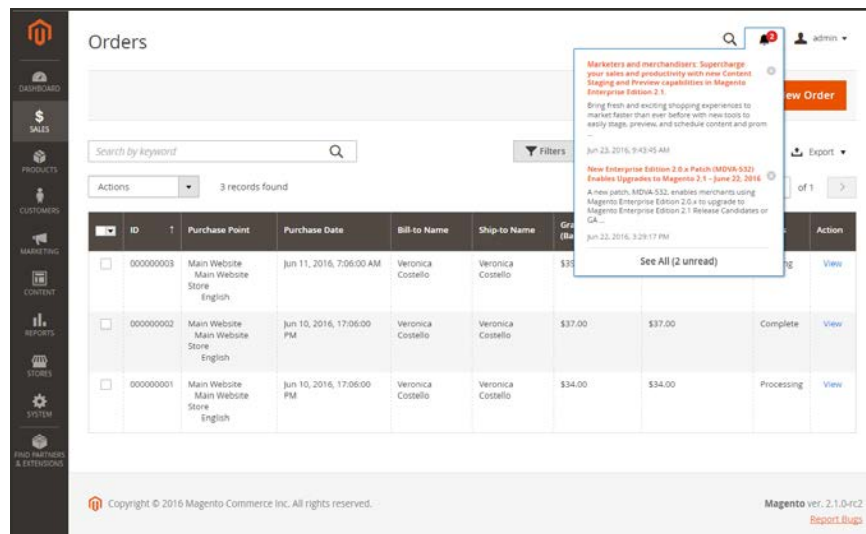 Orders
2
admin
Marketers and merchandisers: Supercharge
your sales and productivity with new Content
Staging and Preview capabilities in Magento
Enterprise Edition 2.1.
Bring fresh and exciting shopping experiences to
market faster than ever before with new tools to
easily stage, preview, and schedule content and prom
...
Jun 23, 2016, 9:43:45 AM
New Enterprise Edition 2.0.x Patch (MDVA-532)
Enables Upgrades to Magento 2.1 – June 22, 2016
A new patch, MDVA-532, enables merchants using
Magento Enterprise Edition 2.0.x to upgrade to
Magento Enterprise Edition 2.1 Release Candidates or
GA ...
Jun 22, 2016, 3:29:17 PM
See All (2 unread)
DASHBOARD
SALES
PRODUCTS
CUSTOMERS
MARKETING
CONTENT
REPORTS
STORES
SYSTEM
FIND PARTNERS
& EXTENSIONS
ew Order
Search by keyword
Filters
Export
Actions
3 records found
of 1
ID Purchase Point Purchase Date Bill-to Name Ship-to Name Action
000000003 Main Website Jun 11, 2016, 7:06:00 AM Veronica Veronica View
Main Website Costello Costello
Store
English
000000002 Main Website Jun 10, 2016, 17:06:00 Veronica Veronica $37.00 $37.00 Complete View
Main Website PM Costello Costello
Store
English
000000001 Main Website Jun 10, 2016, 17:06:00 Veronica Veronica $34.00 $34.00 Processing View
Main Website PM Costello Costello
Store
English
Copyright © 2016 Magento Commerce Inc. All rights reserved.
Magento ver. 2.1.0-rc2
Report Bugs